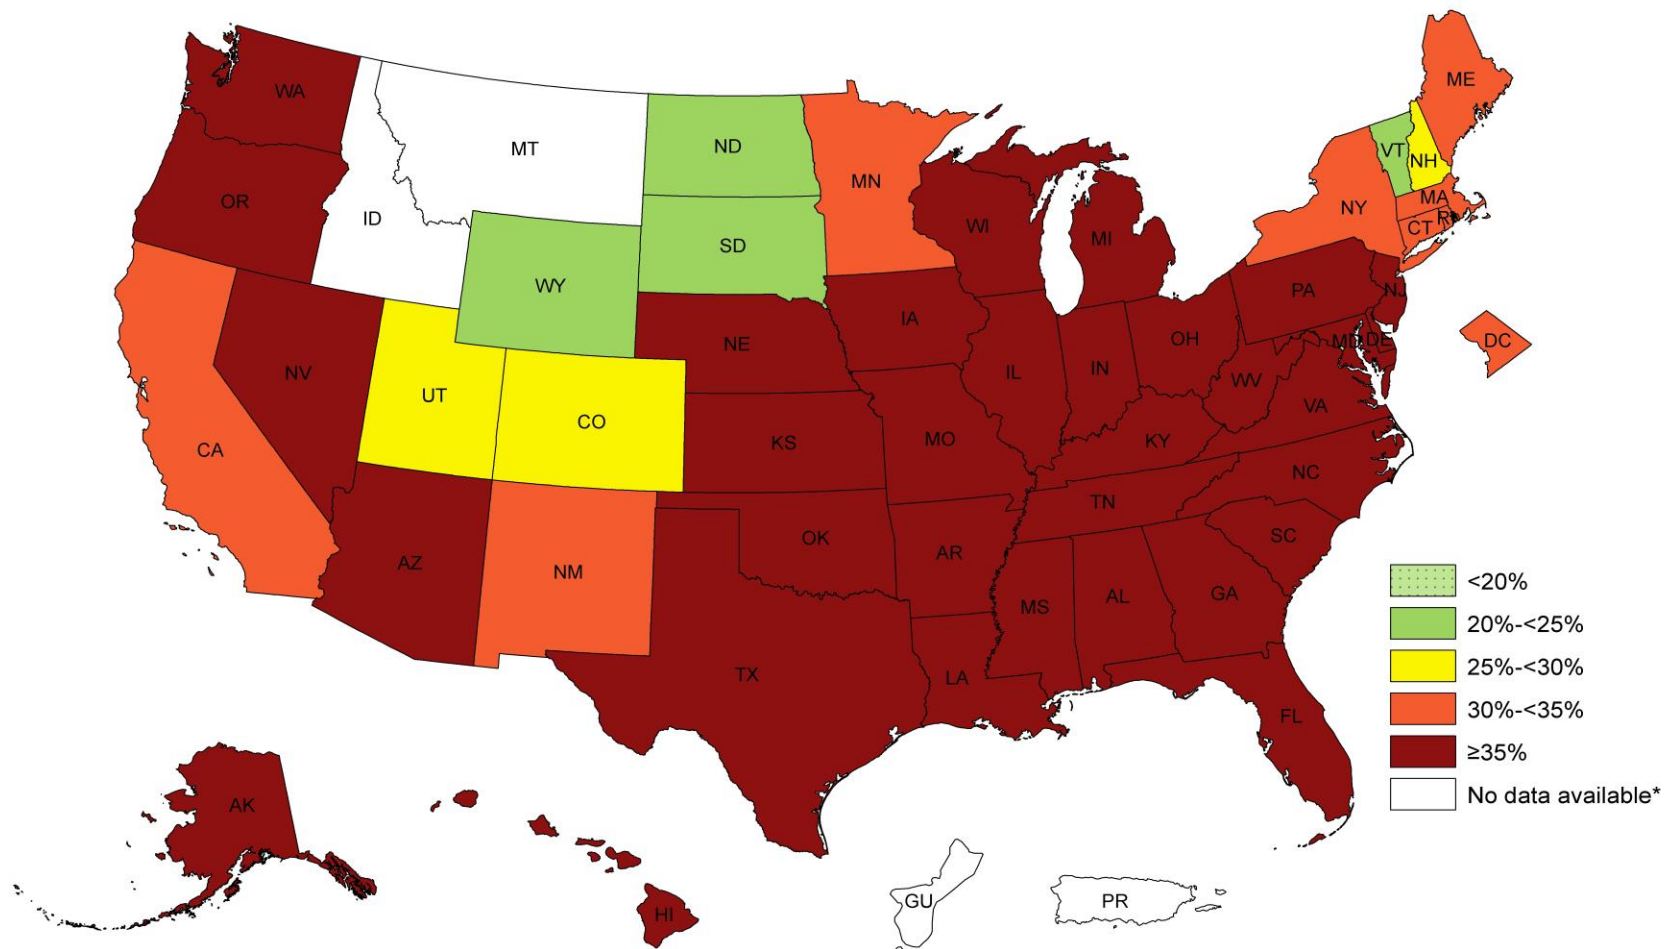 ME
WA
VT
NH
MT
ND
MN
MA
OR
NY
RI
ID
CT
SD
WI
MI
WY
PA
NJ
IA
OH
MD
DE
DC
NE
NV
IL
IN
WV
UT
VA
CO
CA
KS
MO
KY
NC
TN
OK
SC
AZ
NM
AR
GA
MS
AL
TX
LA
FL
<20%
20%-<25%
25%-<30%
30%-<35%
≥35%
No data available*
AK
HI
GU
PR